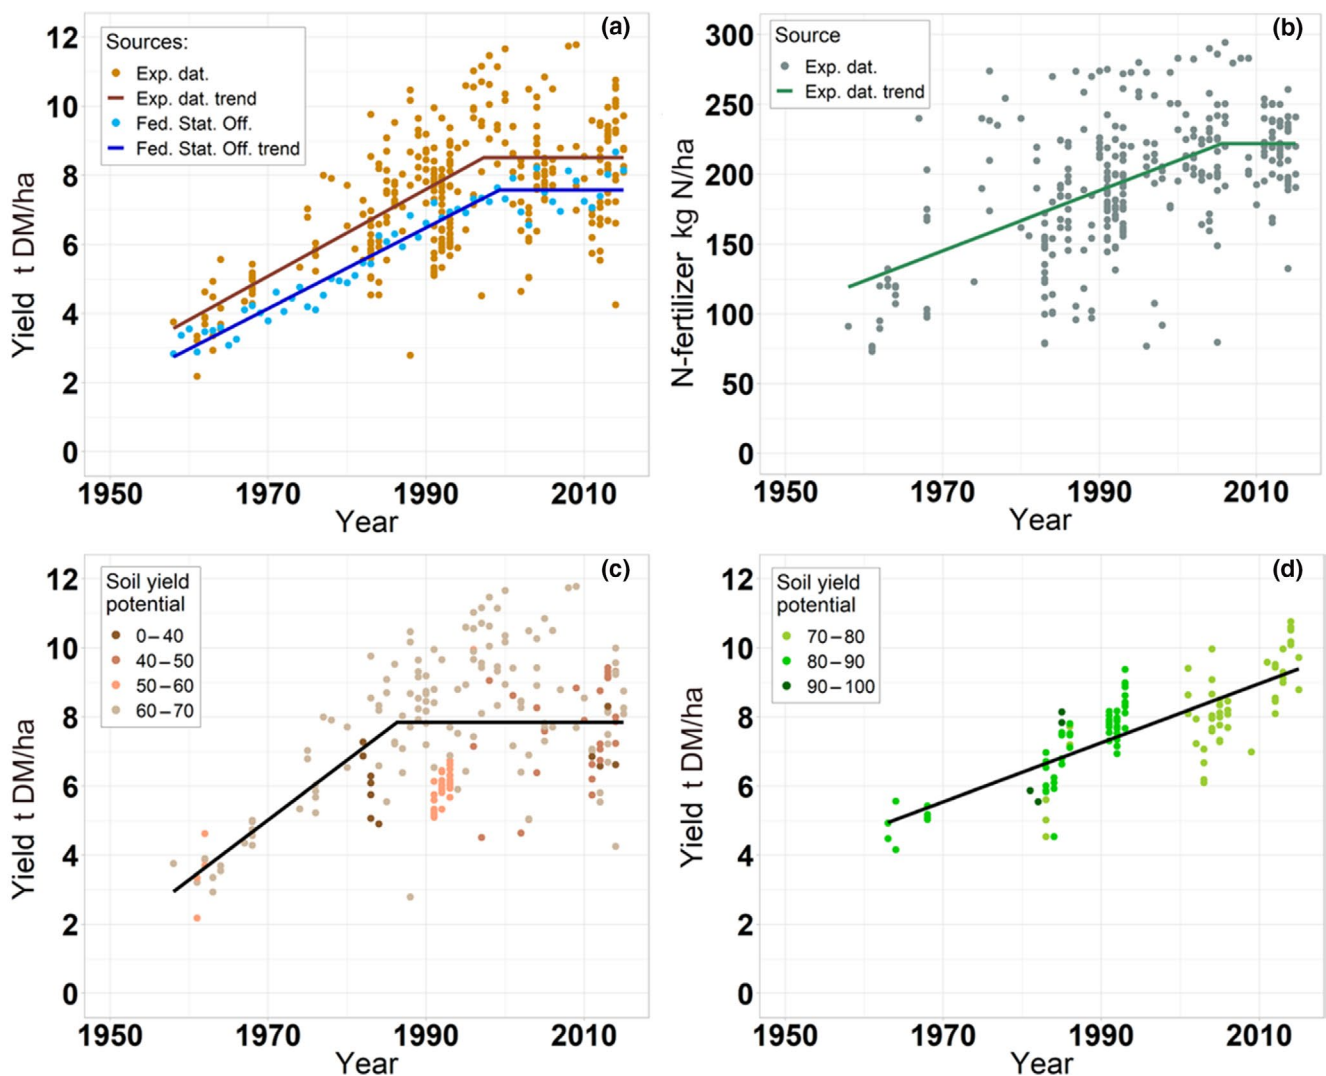 (a)
Yield t DM/ha
12
10
8
6
4
2
0
Sources:
Exp. dat.
Exp. dat. trend
Fed. Stat. Off.
Fed. Stat. Off. trend
1950 1970 1990 2010
Year
(b)
N-fertilizer kg N/ha
300
250
200
150
100
50
0
Source
Exp. dat.
Exp. dat. trend
1950 1970 1990 2010
Year
(c)
Yield t DM/ha
12
10
8
6
4
2
0
Soil yield
potential
0–40
40–50
50–60
60–70
1950 1970 1990 2010
Year
(d)
Yield t DM/ha
12
10
8
6
4
2
0
Soil yield
potential
70–80
80–90
90–100
1950 1970 1990 2010
Year